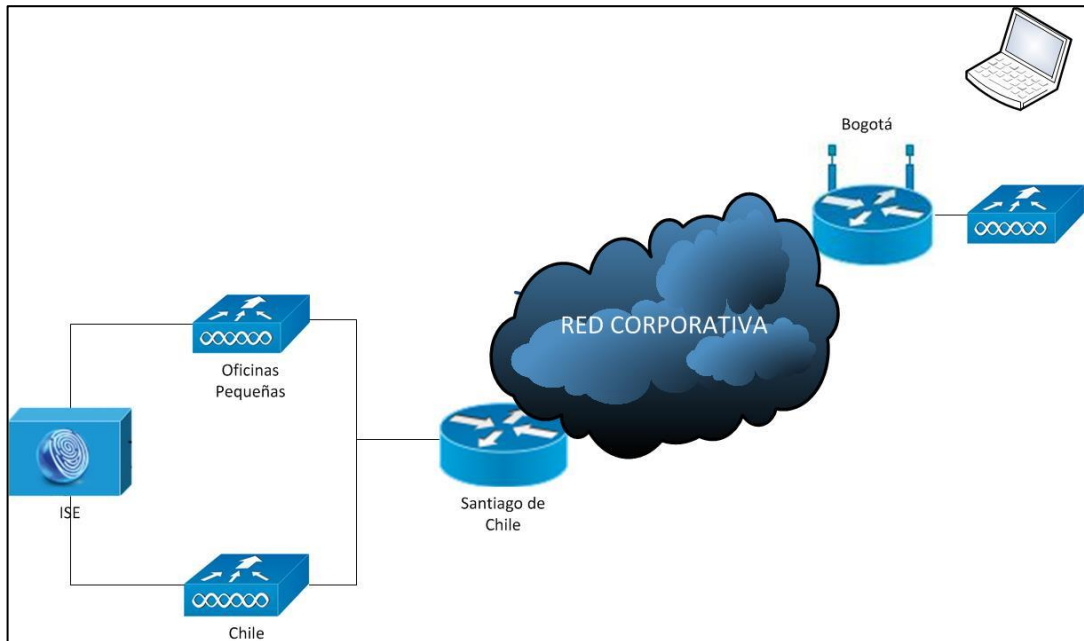 Bogotá
RED CORPORATIVA
Oficinas
Pequeñas
ISE
Santiago de
Chile
Chile